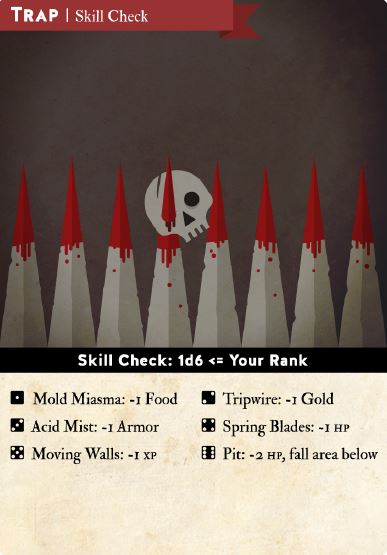 TRAP | Skill Check
Skill Check: 1d6 <= Your Rank
Mold Miasma: -1 Food
Tripwire: -1 Gold
Acid Mist: -1 Armor
Spring Blades: -1 HP
Moving Walls: -1 XP
Pit: -2 HP, fall area below